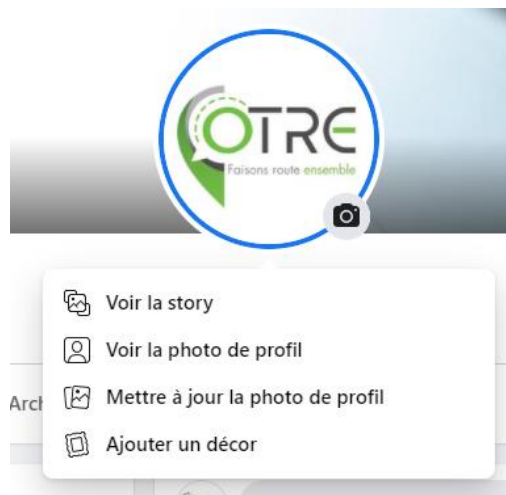 OTRE
Faisons route ensemble
Voir la story
Voir la photo de profil
Arch
Mettre à jour la photo de profil
Ajouter un décor